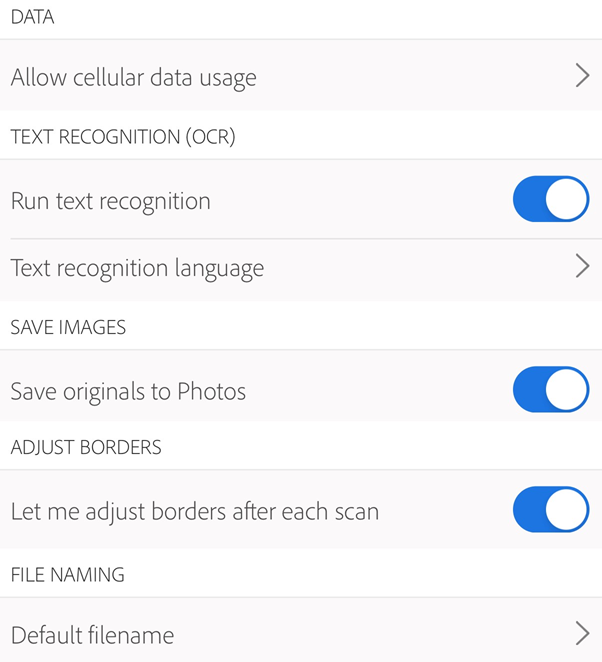 DATA
Allow cellular data usage
TEXT RECOGNITION (OCR)
Run text recognition
Text recognition language
SAVE IMAGES
Save originals to Photos
ADJUST BORDERS
Let me adjust borders after each scan
FILE NAMING
Default filename